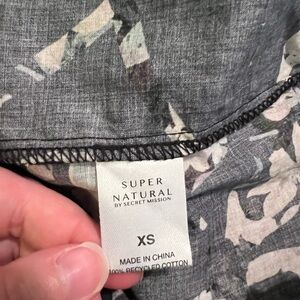 SUPER
NATURAL
BY SECRET MISSION
XS
MADE IN CHINA
100% RECYCLED COTTON